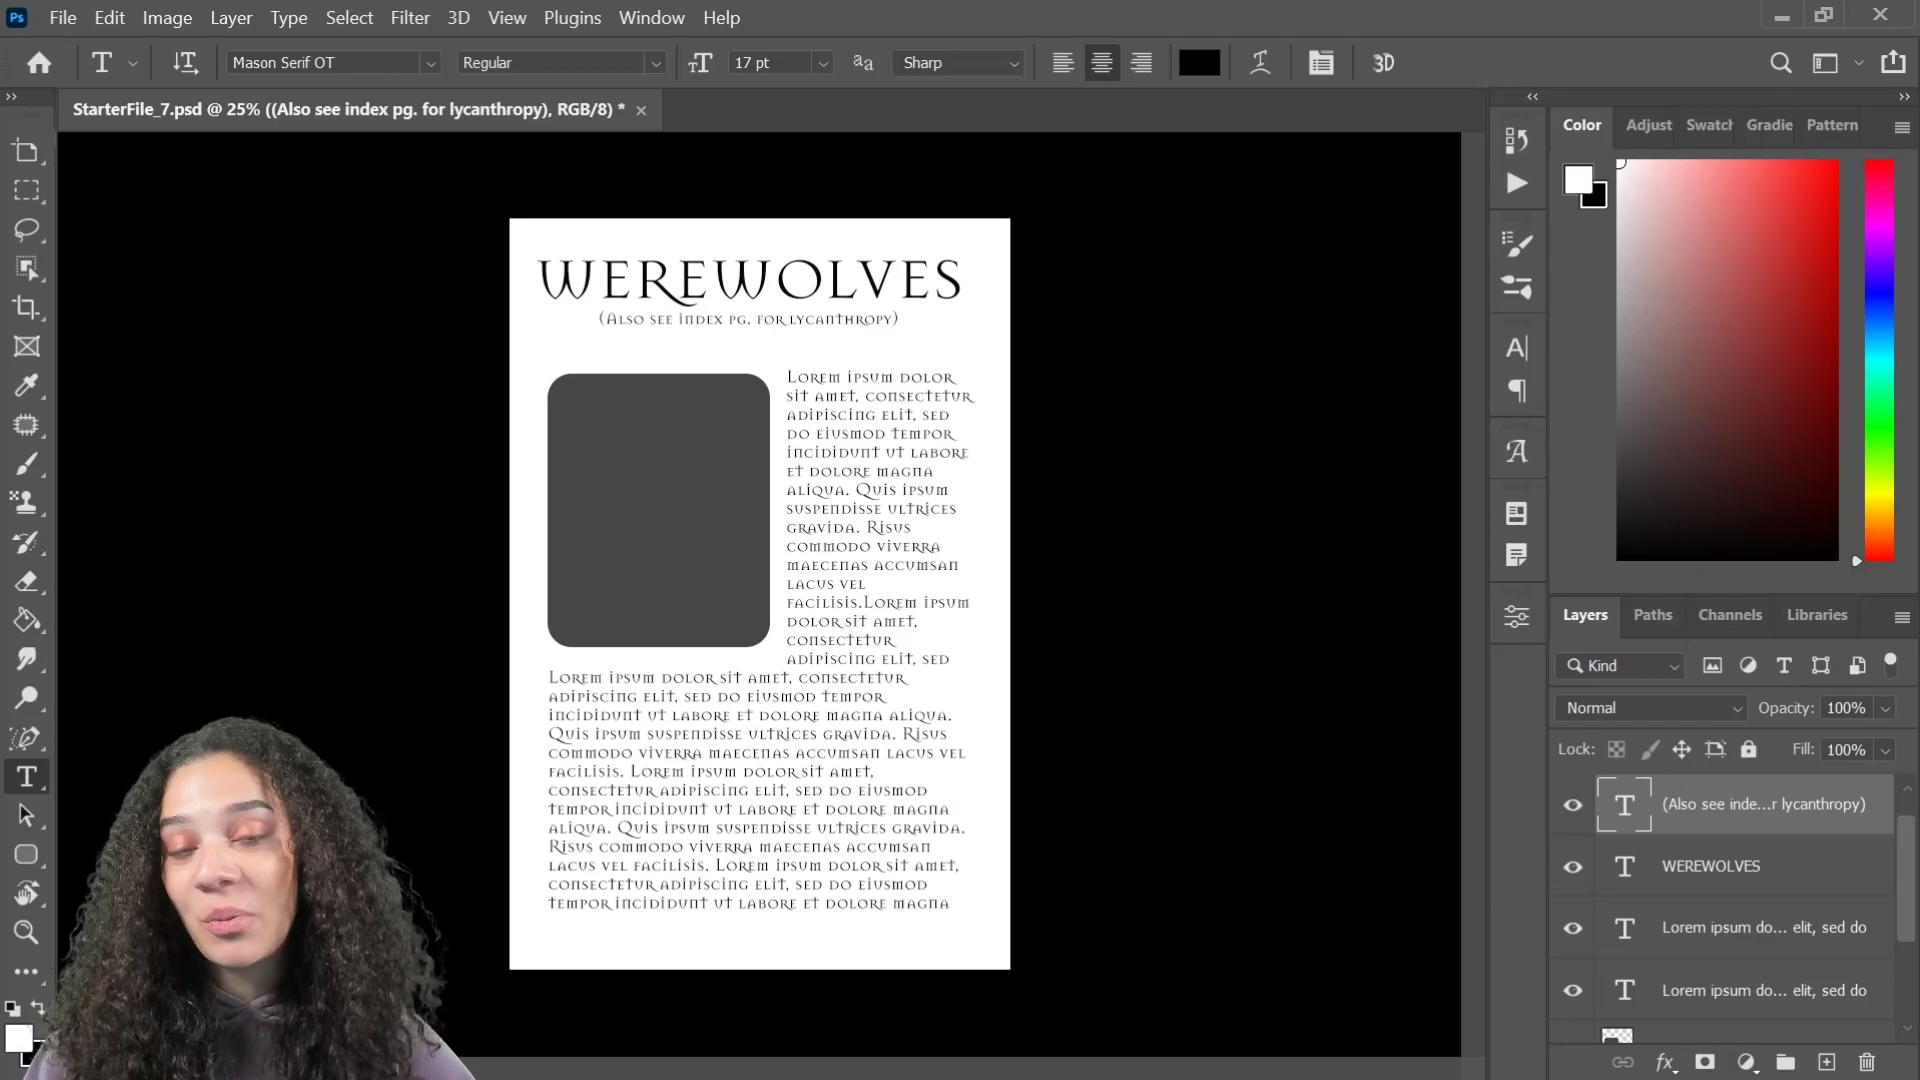 Ps File Edit Image Layer Type Select Filter 3D View Plugins Window Help
Mason Serif OT Regular 17 pt Sharp 3D
StarterFile_7.psd @ 25% ((Also see index pg. for lycanthropy), RGB/8) *
Color Adjust Swatch Gradie Pattern
WEREWOLVES
(Also see index pg. for lycanthropy)
Lorem ipsum dolor
sit amet, consectetur
adipiscing elit, sed
do eiusmod tempor
incididunt ut labore
et dolore magna
aliqua. Quis ipsum
suspendisse ultrices
gravida. Risus
commodo viverra
maecenas accumsan
lacus vel
facilisis.Lorem ipsum
dolor sit amet,
consectetur
adipiscing elit, sed
Lorem ipsum dolor sit amet, consectetur
adipiscing elit, sed do eiusmod tempor
incididunt ut labore et dolore magna aliqua.
Quis ipsum suspendisse ultrices gravida. Risus
commodo viverra maecenas accumsan lacus vel
facilisis. Lorem ipsum dolor sit amet,
consectetur adipiscing elit, sed do eiusmod
tempor incididunt ut labore et dolore magna
aliqua. Quis ipsum suspendisse ultrices gravida.
Risus commodo viverra maecenas accumsan
lacus vel facilisis. Lorem ipsum dolor sit amet,
consectetur adipiscing elit, sed do eiusmod
tempor incididunt ut labore et dolore magna
Layers Paths Channels Libraries
Kind
Normal Opacity: 100%
Lock: Fill: 100%
(Also see inde...r lycanthropy)
WEREWOLVES
Lorem ipsum do... elit, sed do
Lorem ipsum do... elit, sed do
fx